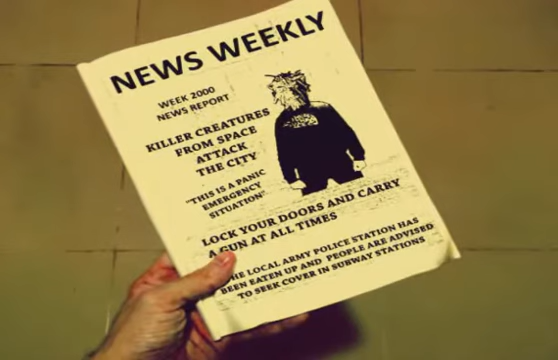 NEWS WEEKLY
WEEK 2000
NEWS REPORT
KILLER CREATURES
FROM SPACE
ATTACK
THE CITY
"THIS IS A PANIC
EMERGENCY
SITUATION"
LOCK YOUR DOORS AND CARRY
A GUN AT ALL TIMES
THE LOCAL ARMY POLICE STATION HAS
BEEN EATEN UP AND PEOPLE ARE ADVISED
TO SEEK COVER IN SUBWAY STATIONS